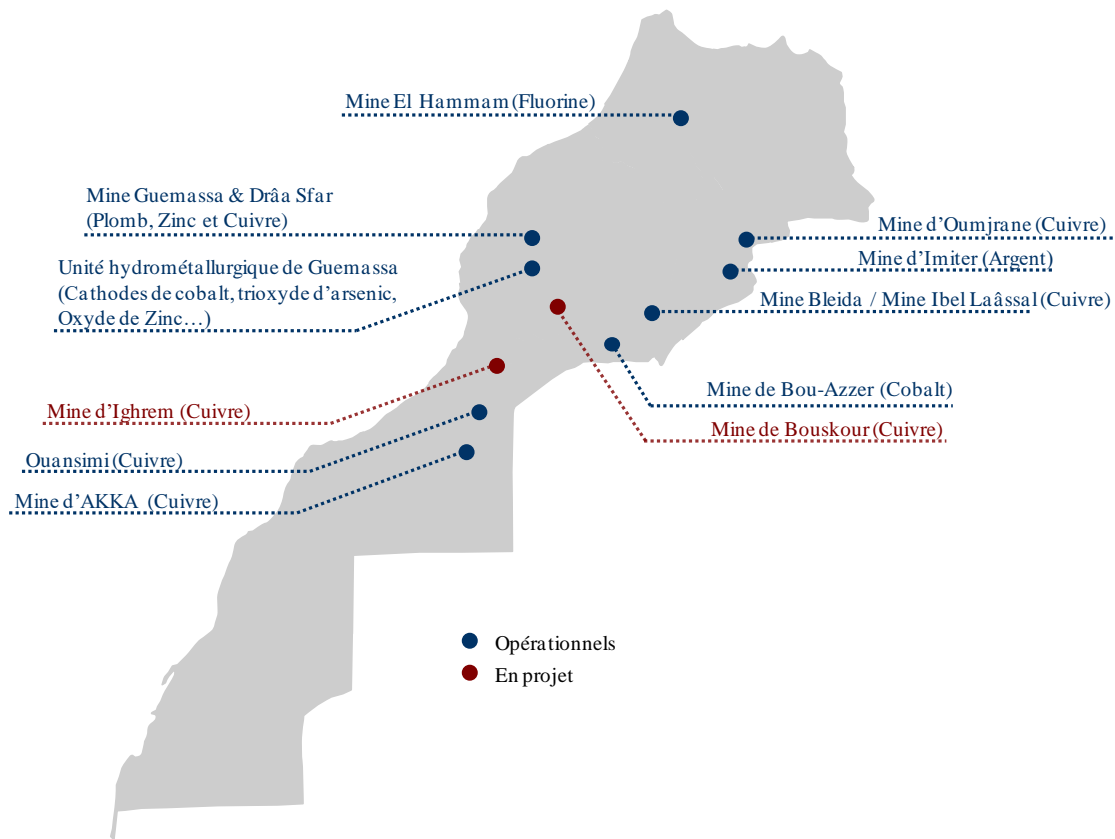 Mine El Hammam (Fluorine)
Mine Guemassa & Drâa Sfar
(Plomb, Zinc et Cuivre)
Mine d’Oumjrane (Cuivre)
Unité hydrométallurgique de Guemassa
(Cathodes de cobalt, trioxyde d’arsenic,
Oxyde de Zinc…)
Mine d’Imiter (Argent)
Mine Bleida / Mine Ibel Laâssal (Cuivre)
Mine de Bou-Azzer (Cobalt)
Mine d’Ighrem (Cuivre)
Mine de Bouskour (Cuivre)
Ouansimi (Cuivre)
Mine d’AKKA (Cuivre)
Opérationnels
En projet